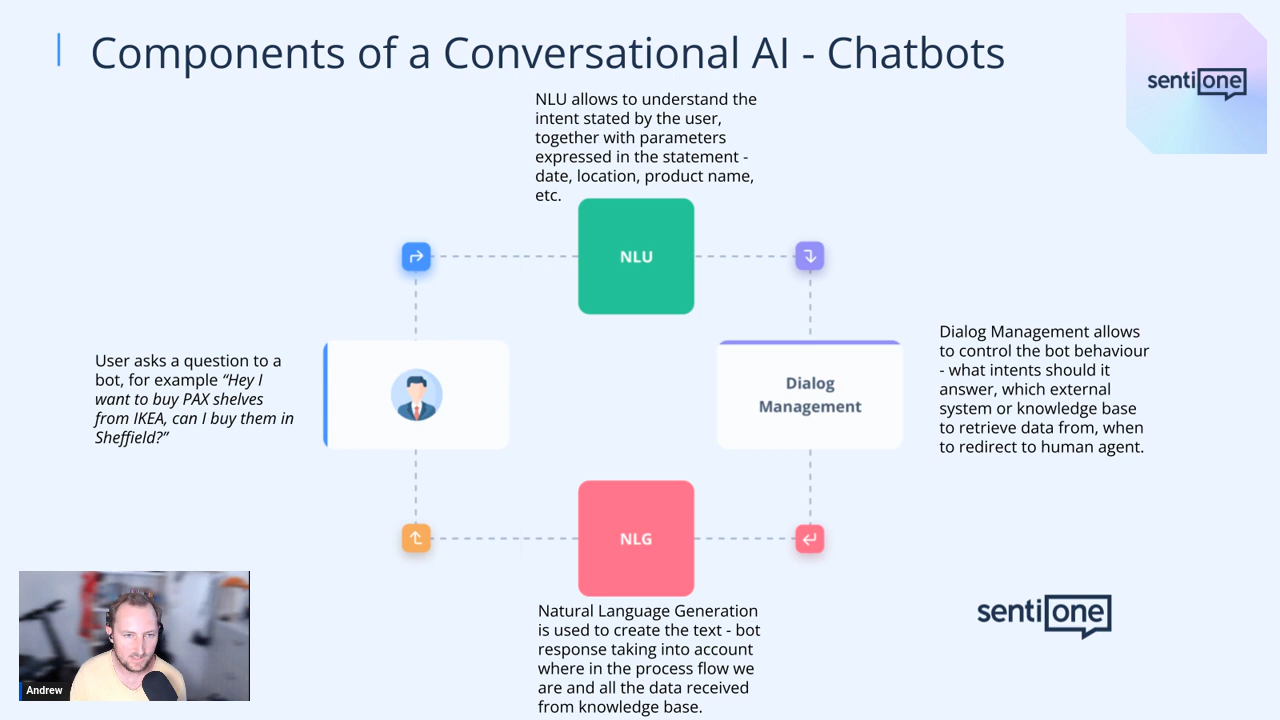 Components of a Conversational AI - Chatbots
senti one
NLU allows to understand the
intent stated by the user,
together with parameters
expressed in the statement -
date, location, product name,
etc.
NLU
User asks a question to a
bot, for example “Hey I
want to buy PAX shelves
from IKEA, can I buy them in
Sheffield?”
Dialog
Management
Dialog Management allows
to control the bot behaviour
- what intents should it
answer, which external
system or knowledge base
to retrieve data from, when
to redirect to human agent.
NLG
Natural Language Generation
is used to create the text - bot
response taking into account
where in the process flow we
are and all the data received
from knowledge base.
senti one
Andrew